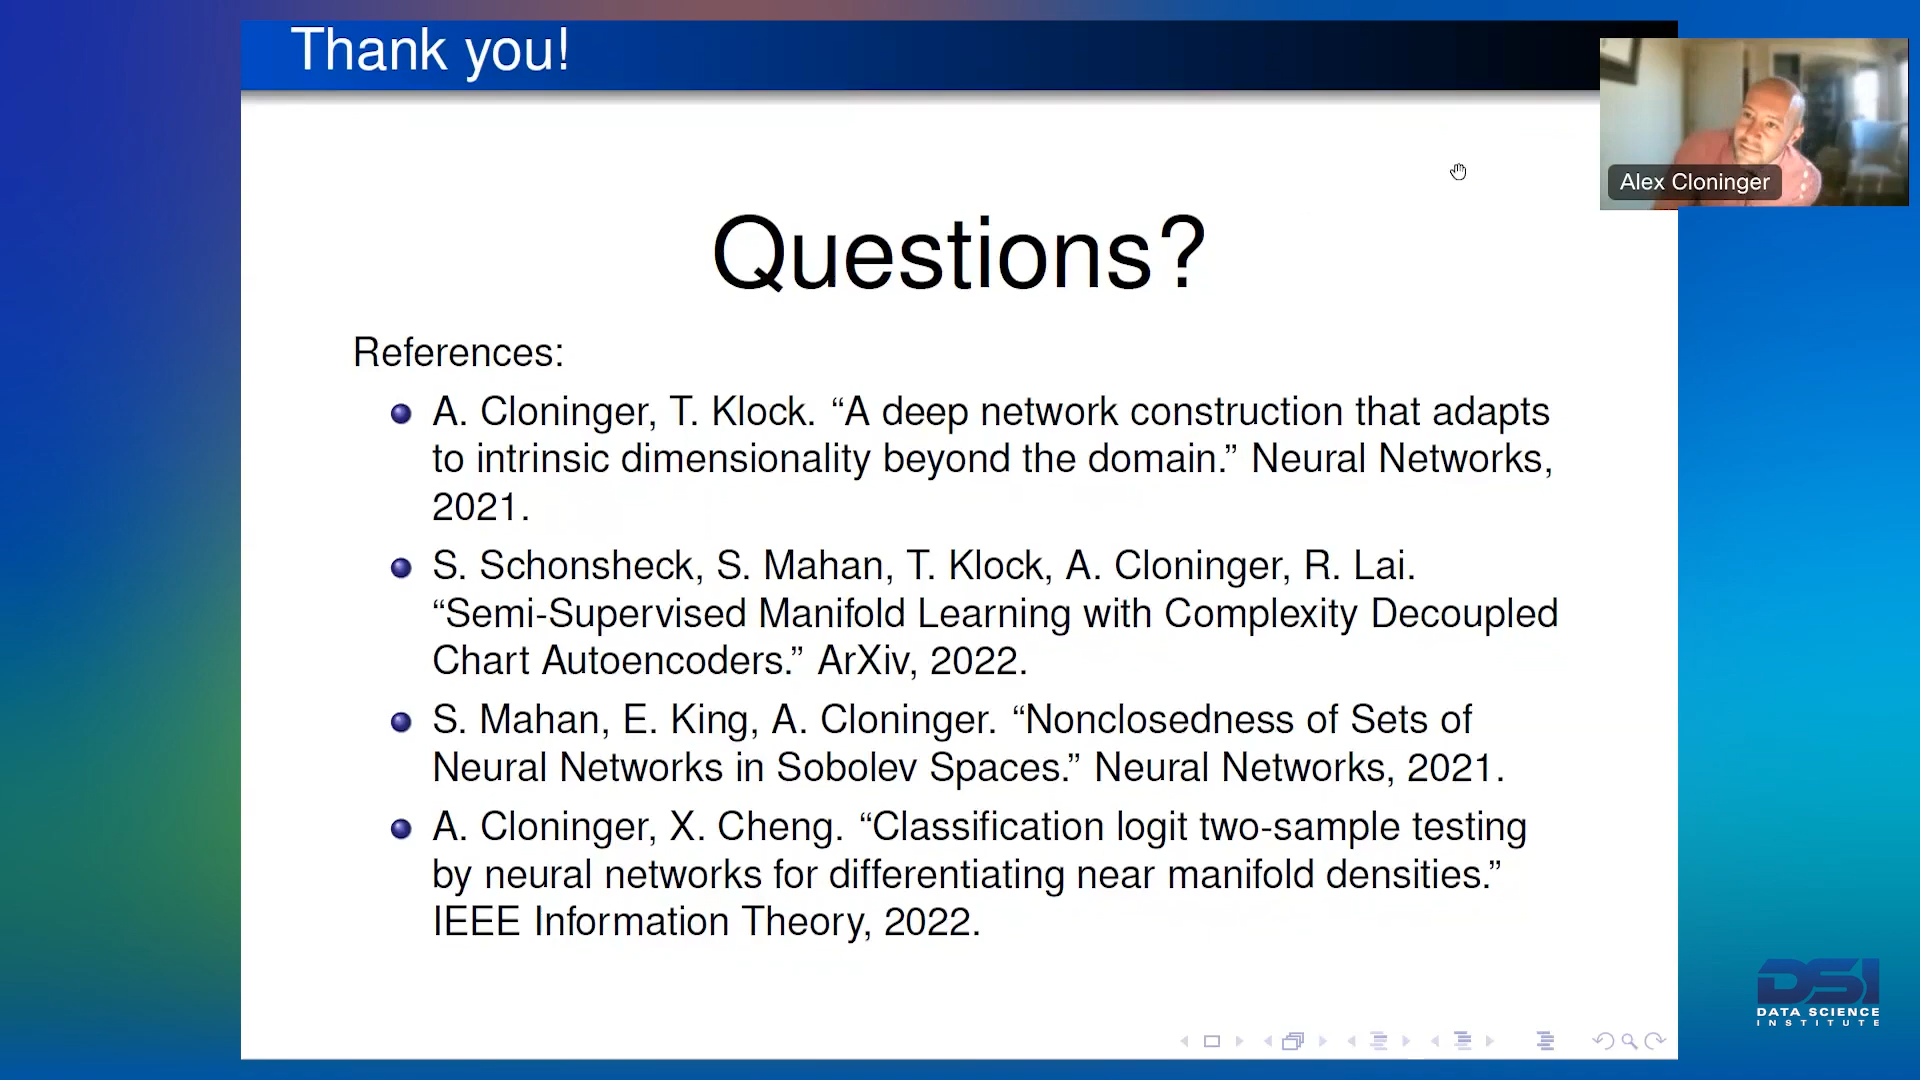 Thank you!
Alex Cloninger
Questions?
References:
A. Cloninger, T. Klock. “A deep network construction that adapts
to intrinsic dimensionality beyond the domain.” Neural Networks,
2021.
S. Schonsheck, S. Mahan, T. Klock, A. Cloninger, R. Lai.
“Semi-Supervised Manifold Learning with Complexity Decoupled
Chart Autoencoders.” ArXiv, 2022.
S. Mahan, E. King, A. Cloninger. “Nonclosedness of Sets of
Neural Networks in Sobolev Spaces.” Neural Networks, 2021.
A. Cloninger, X. Cheng. “Classification logit two-sample testing
by neural networks for differentiating near manifold densities.”
IEEE Information Theory, 2022.
DSI
DATA SCIENCE
INSTITUTE